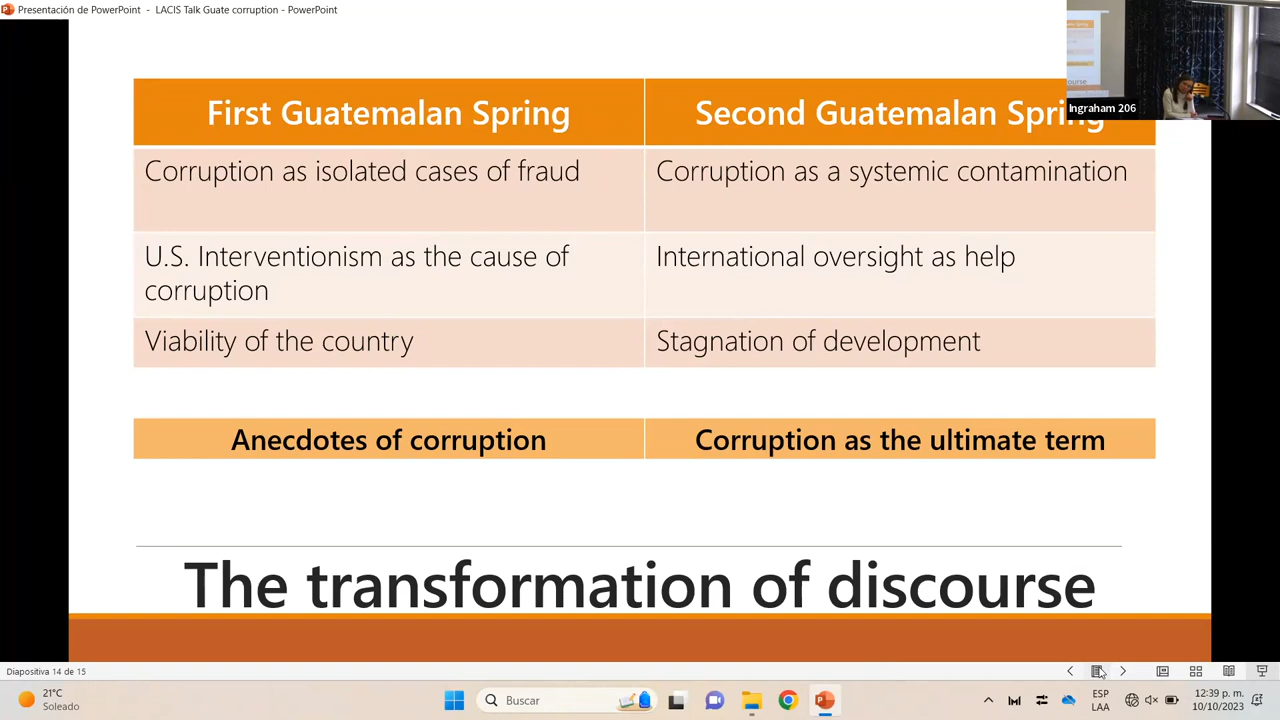 Presentación de PowerPoint - LACIS Talk Guate corruption - PowerPoint
Ingraham 206
First Guatemalan Spring
Second Guatemalan Spring
Corruption as isolated cases of fraud
Corruption as a systemic contamination
U.S. Interventionism as the cause of
corruption
International oversight as help
Viability of the country
Stagnation of development
Anecdotes of corruption
Corruption as the ultimate term
The transformation of discourse
Diapositiva 14 de 15
21°C
Soleado
Buscar
ESP
LAA
12:39 p. m.
10/10/2023